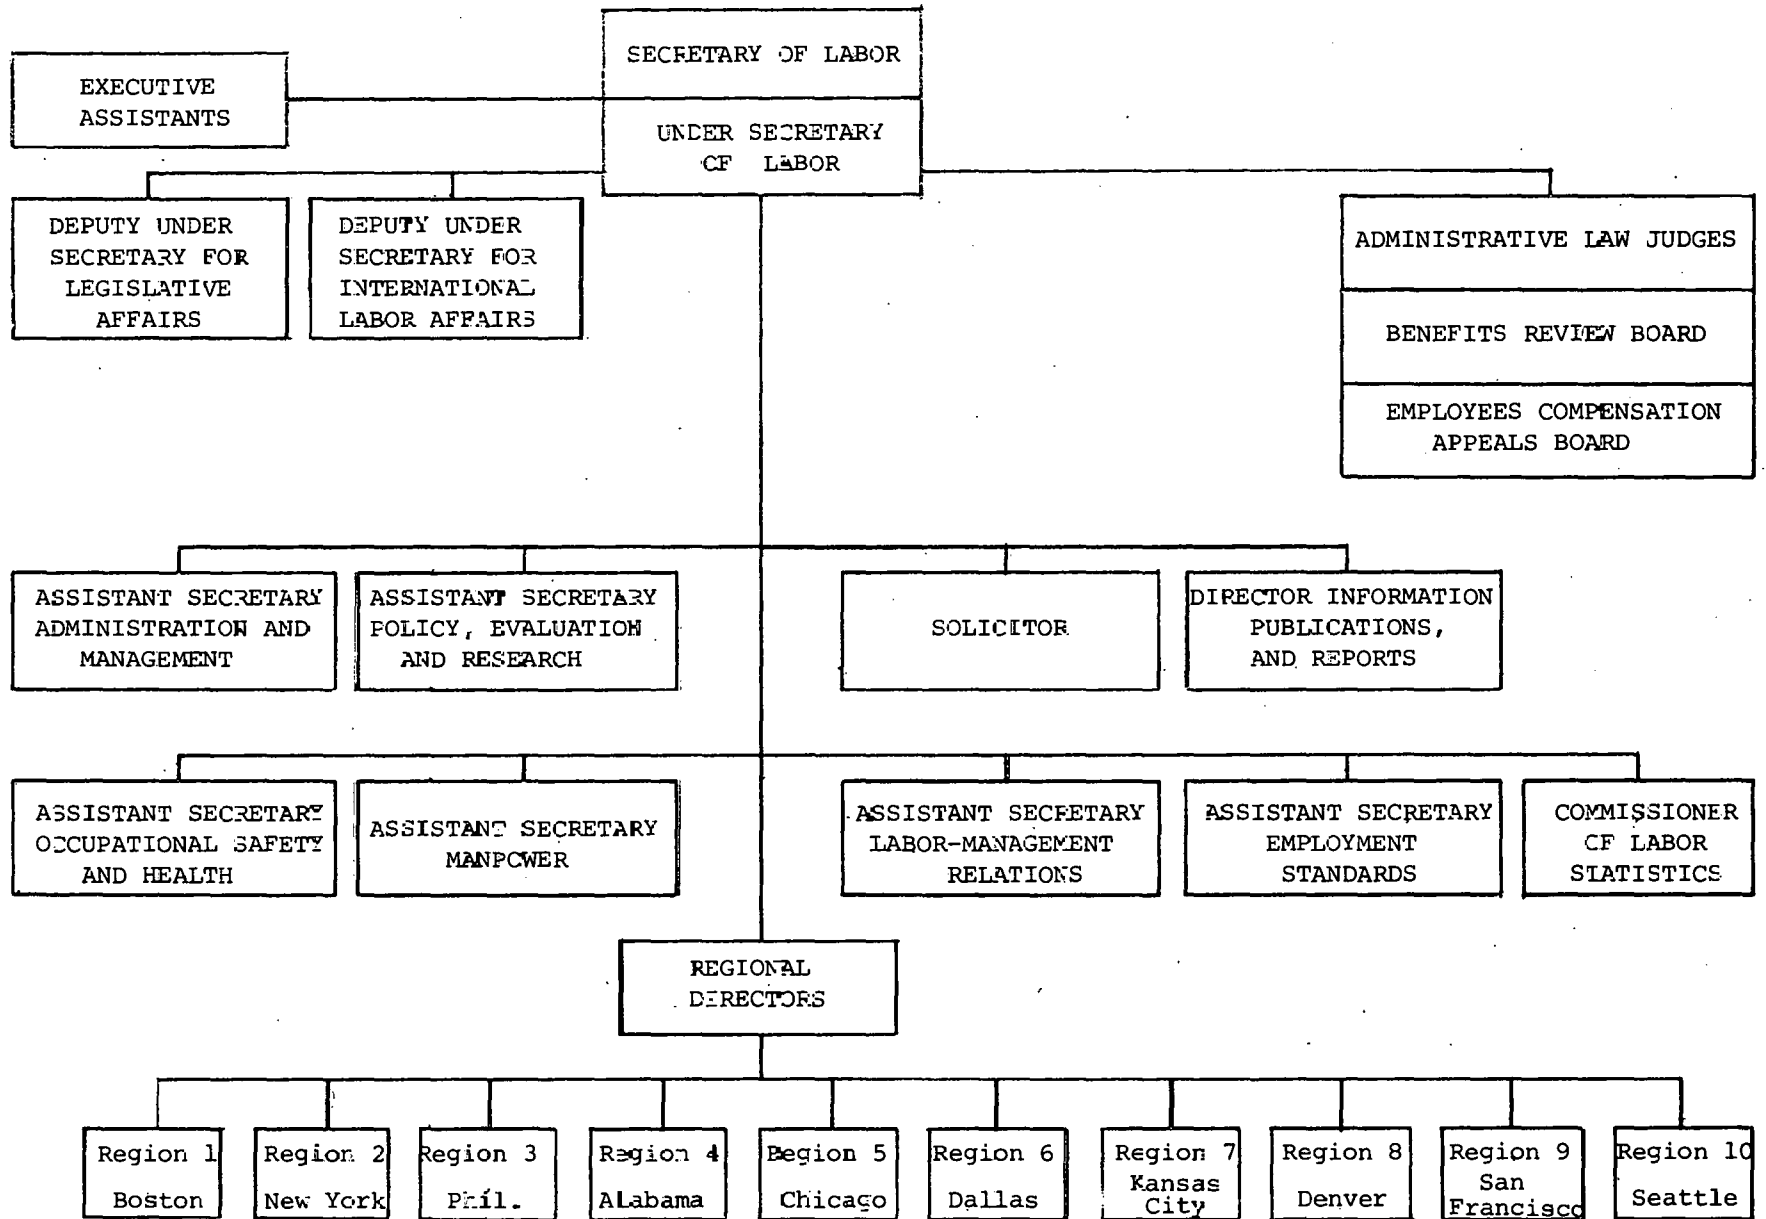 SECRETARY OF LABOR
EXECUTIVE
ASSISTANTS
UNDER SECRETARY
OF LABOR
DEPUTY UNDER
SECRETARY FOR
LEGISLATIVE
AFFAIRS
DEPUTY UNDER
SECRETARY FOR
INTERNATIONAL
LABOR AFFAIRS
ADMINISTRATIVE LAW JUDGES
BENEFITS REVIEW BOARD
EMPLOYEES COMPENSATION
APPEALS BOARD
ASSISTANT SECRETARY
ADMINISTRATION AND
MANAGEMENT
ASSISTANT SECRETARY
POLICY, EVALUATION
AND RESEARCH
SOLICITOR
DIRECTOR INFORMATION
PUBLICATIONS,
AND REPORTS
ASSISTANT SECRETARY
OCCUPATIONAL SAFETY
AND HEALTH
ASSISTANT SECRETARY
MANPOWER
ASSISTANT SECRETARY
LABOR-MANAGEMENT
RELATIONS
ASSISTANT SECRETARY
EMPLOYMENT
STANDARDS
COMMISSIONER
OF LABOR
STATISTICS
REGIONAL
DIRECTORS
Region 1
Boston
Region 2
New York
Region 3
Phil.
Region 4
ALabama
Region 5
Chicago
Region 6
Dallas
Region 7
Kansas
City
Region 8
Denver
Region 9
San
Francisco
Region 10
Seattle